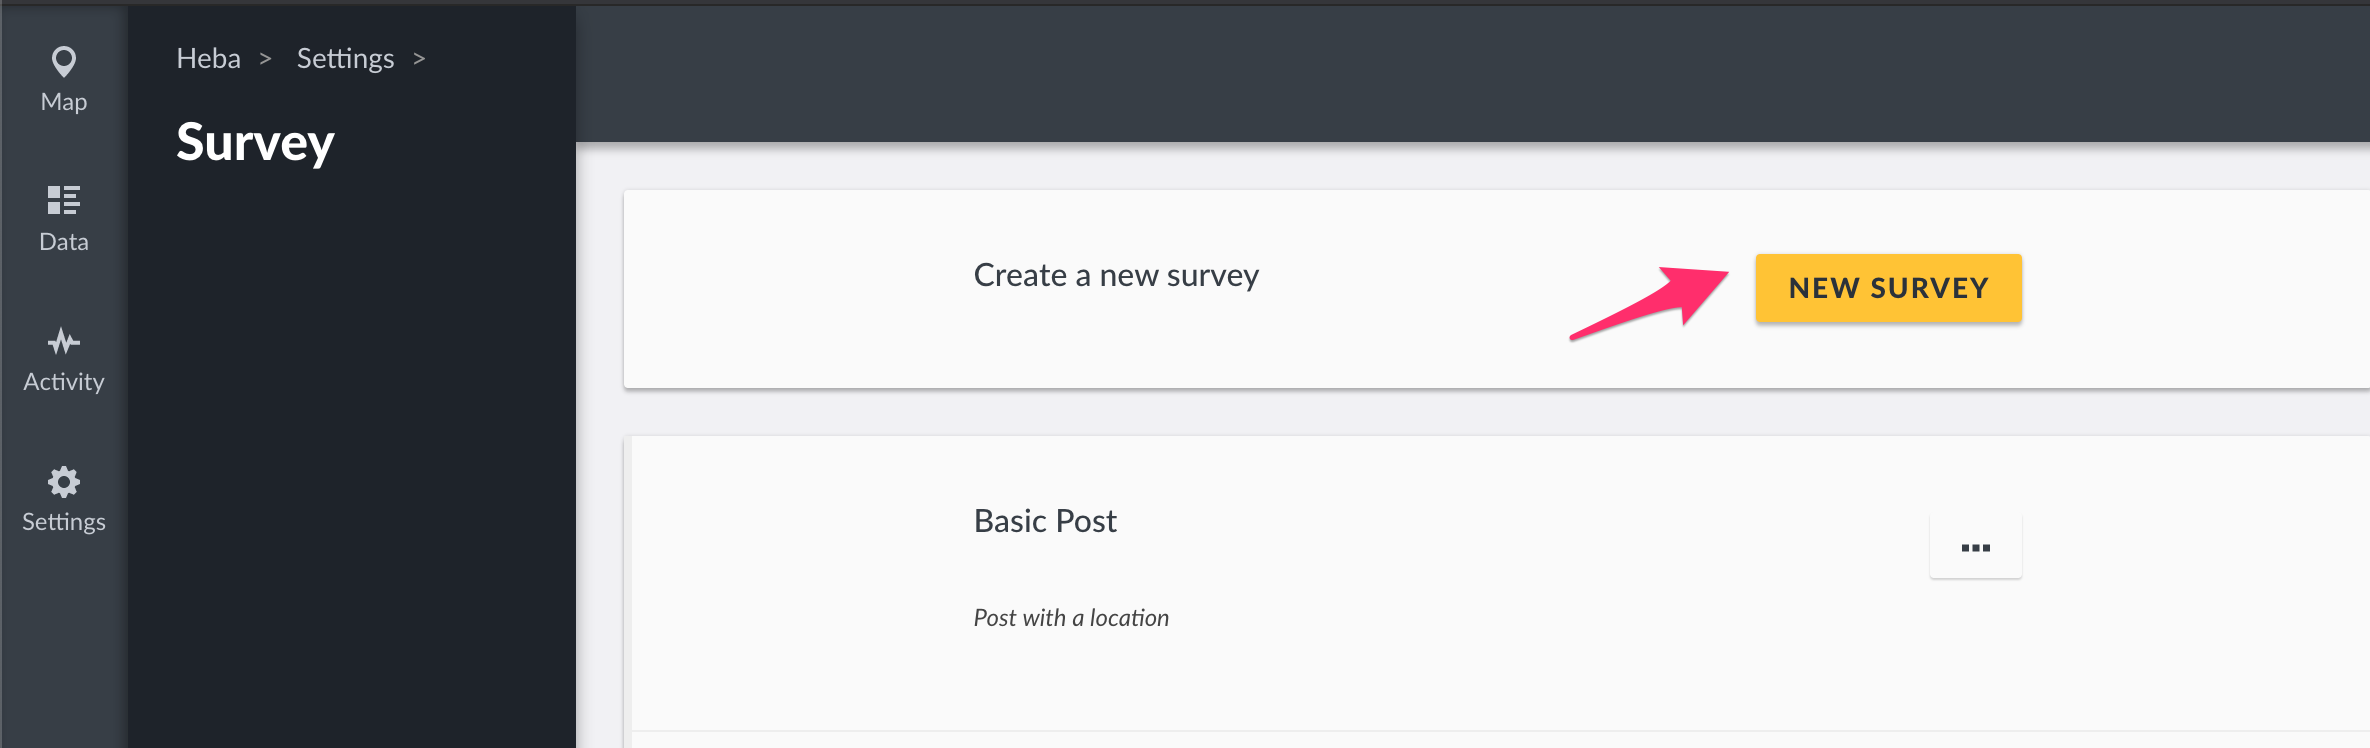 Map
Data
Activity
Settings
Heba > Settings >
Survey
Create a new survey
NEW SURVEY
Basic Post
Post with a location